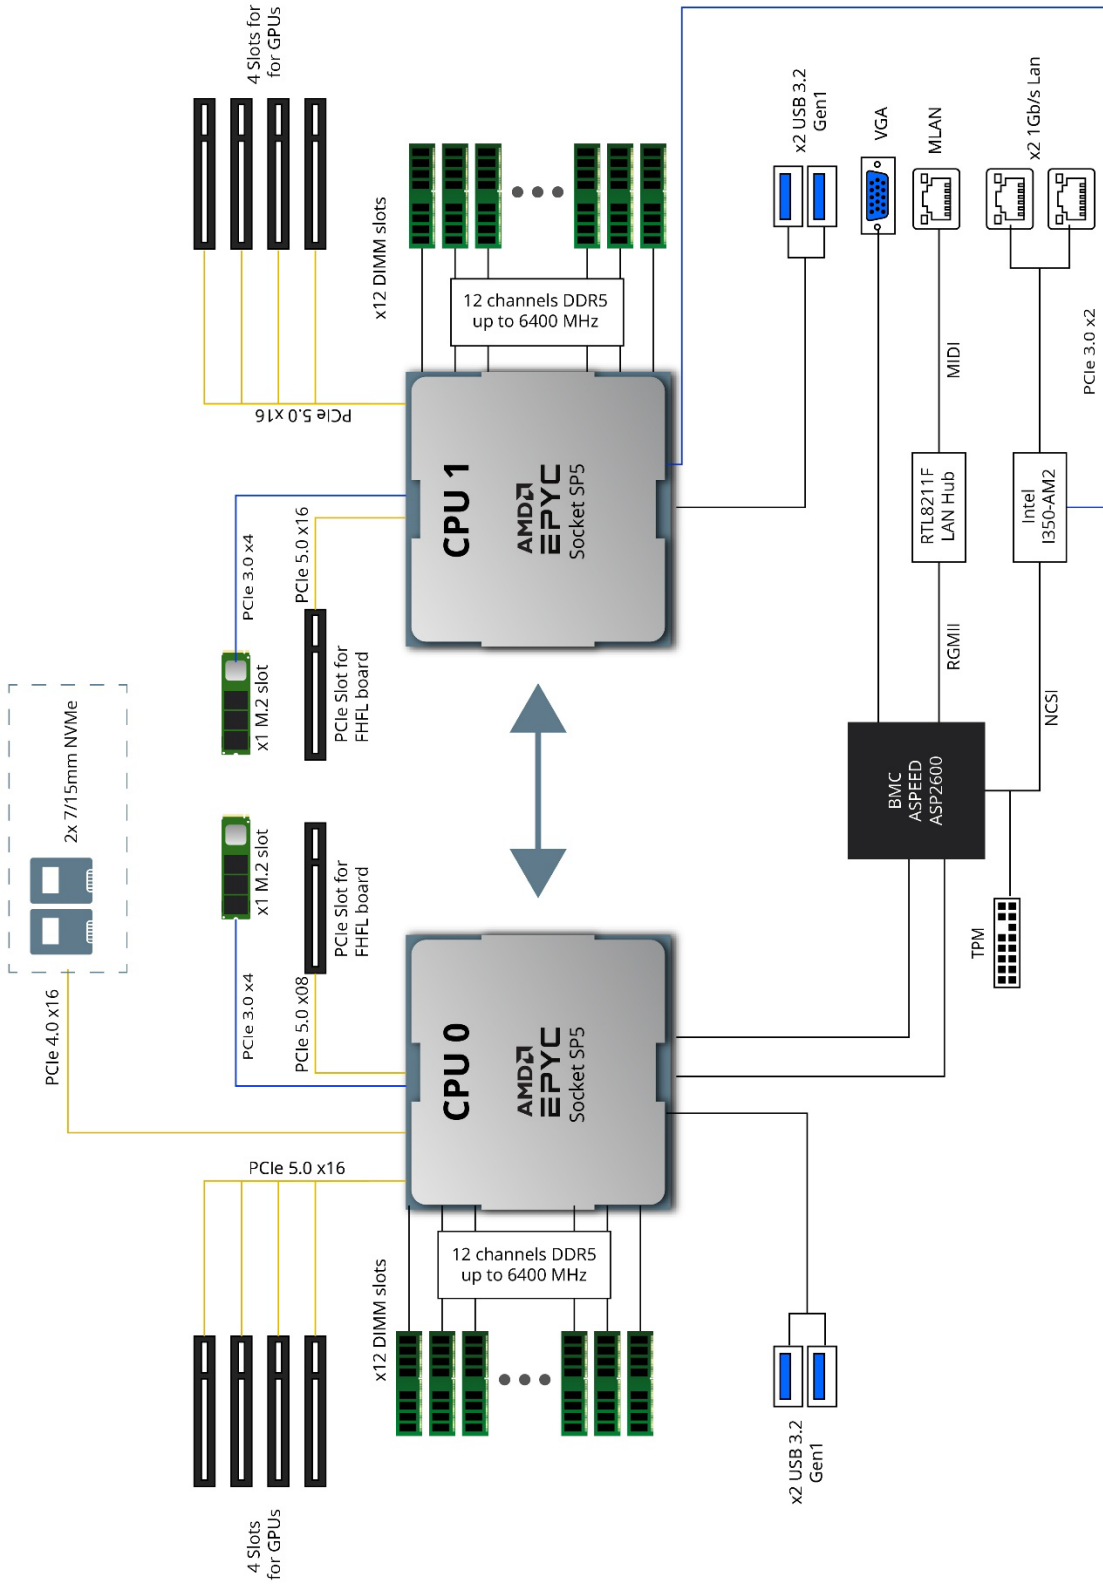 2x 7/15mm NVMe
PCIe 4.0 x16
4 Slots
for GPUs
PCIe 5.0 x16
x1 M.2 slot
PCIe 3.0 x4
PCIe Slot for
FHFL board
PCIe 5.0 x08
x1 M.2 slot
PCIe 3.0 x4
PCIe Slot for
FHFL board
PCIe 5.0 x16
4 Slots for
for GPUs
PCIe 5.0 x16
x12 DIMM slots
12 channels DDR5
up to 6400 MHz
CPU 0
AMD
EPYC
Socket SP5
CPU 1
AMD
EPYC
Socket SP5
x12 DIMM slots
12 channels DDR5
up to 6400 MHz
x2 USB 3.2
Gen1
x2 USB 3.2
Gen1
BMC
ASPEED
ASP2600
VGA
RGMII
RTL8211F
LAN Hub
MIDI
MLAN
TPM
NCSI
Intel
I350-AM2
x2 1Gb/s Lan
PCIe 3.0 x2